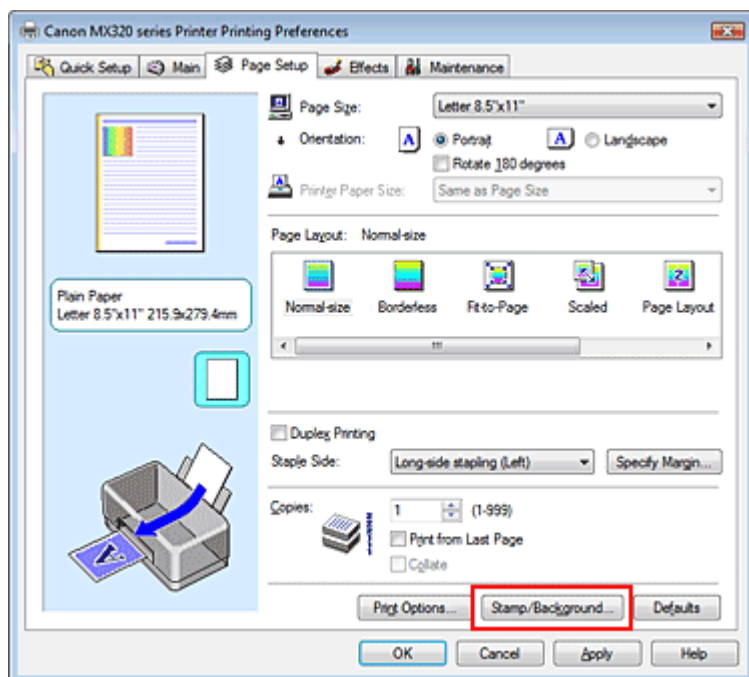 Canon MX320 series Printer Printing Preferences
Quick Setup Main Page Setup Effects Maintenance
Page Size: Letter 8.5"x11"
Orientation: A Portrait A Landscape
Rotate 180 degrees
Printer Paper Size: Same as Page Size
Page Layout: Normal-size
Normal-size Borderless Fit-to-Page Scaled Page Layout
Plain Paper
Letter 8.5"x11" 215.9x279.4mm
Duplex Printing
Staple Side: Long-side stapling (Left) Specify Margin...
Copies: 1 (1-999)
Print from Last Page
Collate
Print Options... Stamp/Background... Defaults
OK Cancel Apply Help